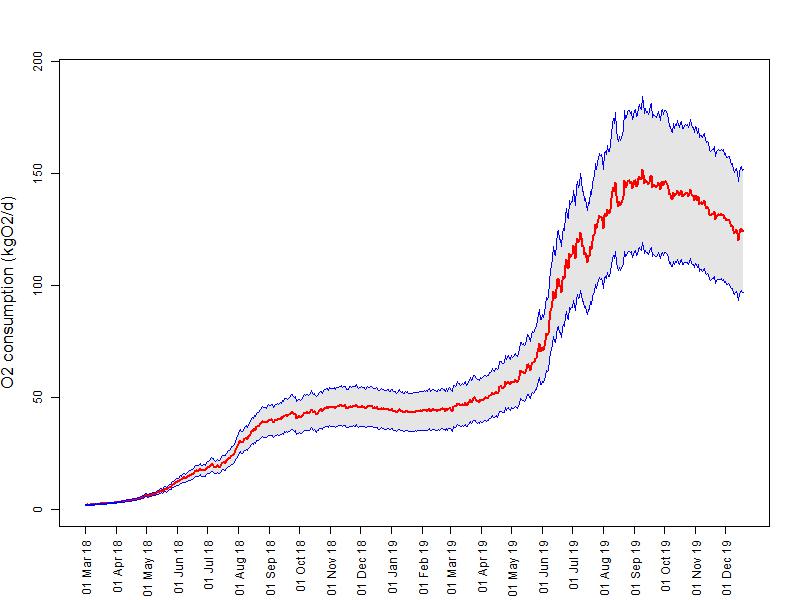 O2 consumption (kgO2/d)
200
150
100
50
0
01 Mar 18
01 Apr 18
01 May 18
01 Jun 18
01 Jul 18
01 Aug 18
01 Sep 18
01 Oct 18
01 Nov 18
01 Dec 18
01 Jan 19
01 Feb 19
01 Mar 19
01 Apr 19
01 May 19
01 Jun 19
01 Jul 19
01 Aug 19
01 Sep 19
01 Oct 19
01 Nov 19
01 Dec 19